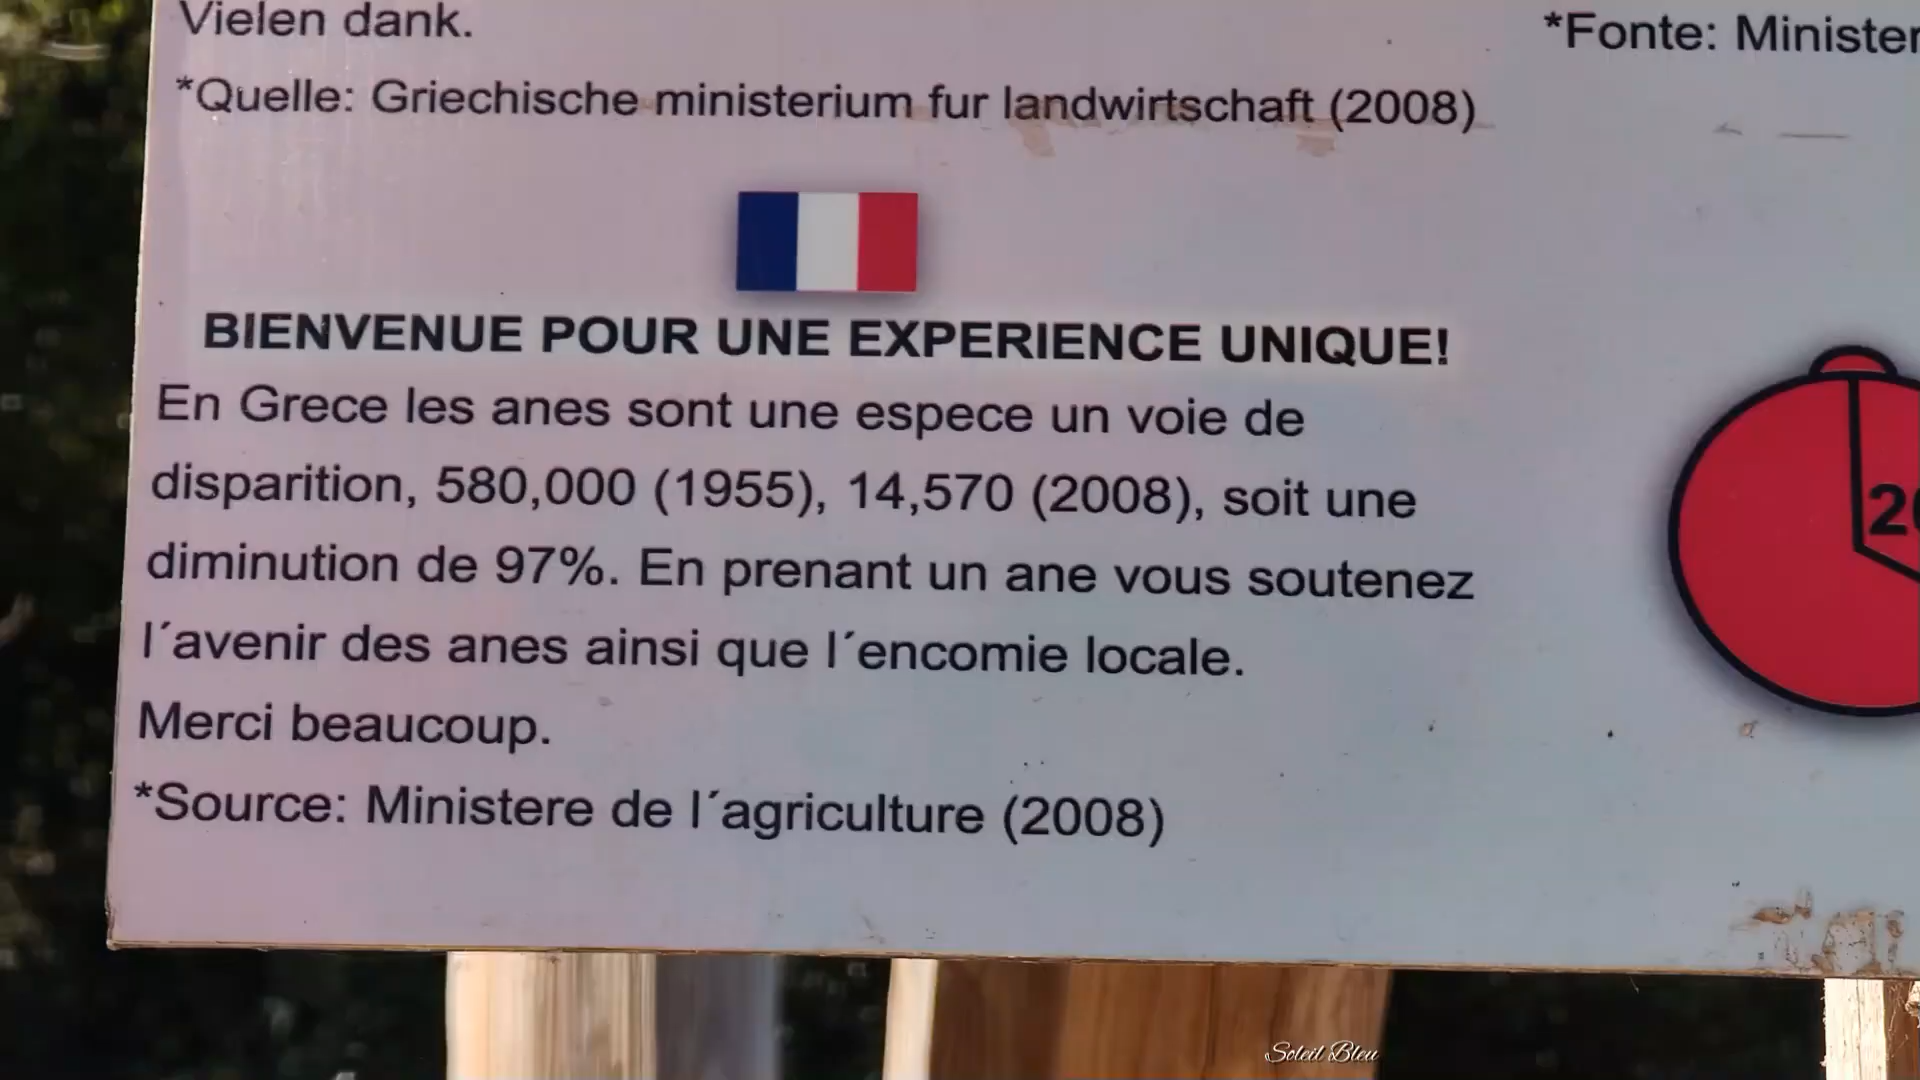 Vielen dank.
*Quelle: Griechische ministerium fur landwirtschaft (2008)
*Fonte: Minister
BIENVENUE POUR UNE EXPERIENCE UNIQUE!
En Grece les anes sont une espece un voie de
disparition, 580,000 (1955), 14,570 (2008), soit une
diminution de 97%. En prenant un ane vous soutenez
l´avenir des anes ainsi que l´encomie locale.
Merci beaucoup.
*Source: Ministere de l´agriculture (2008)
Soleil Bleu